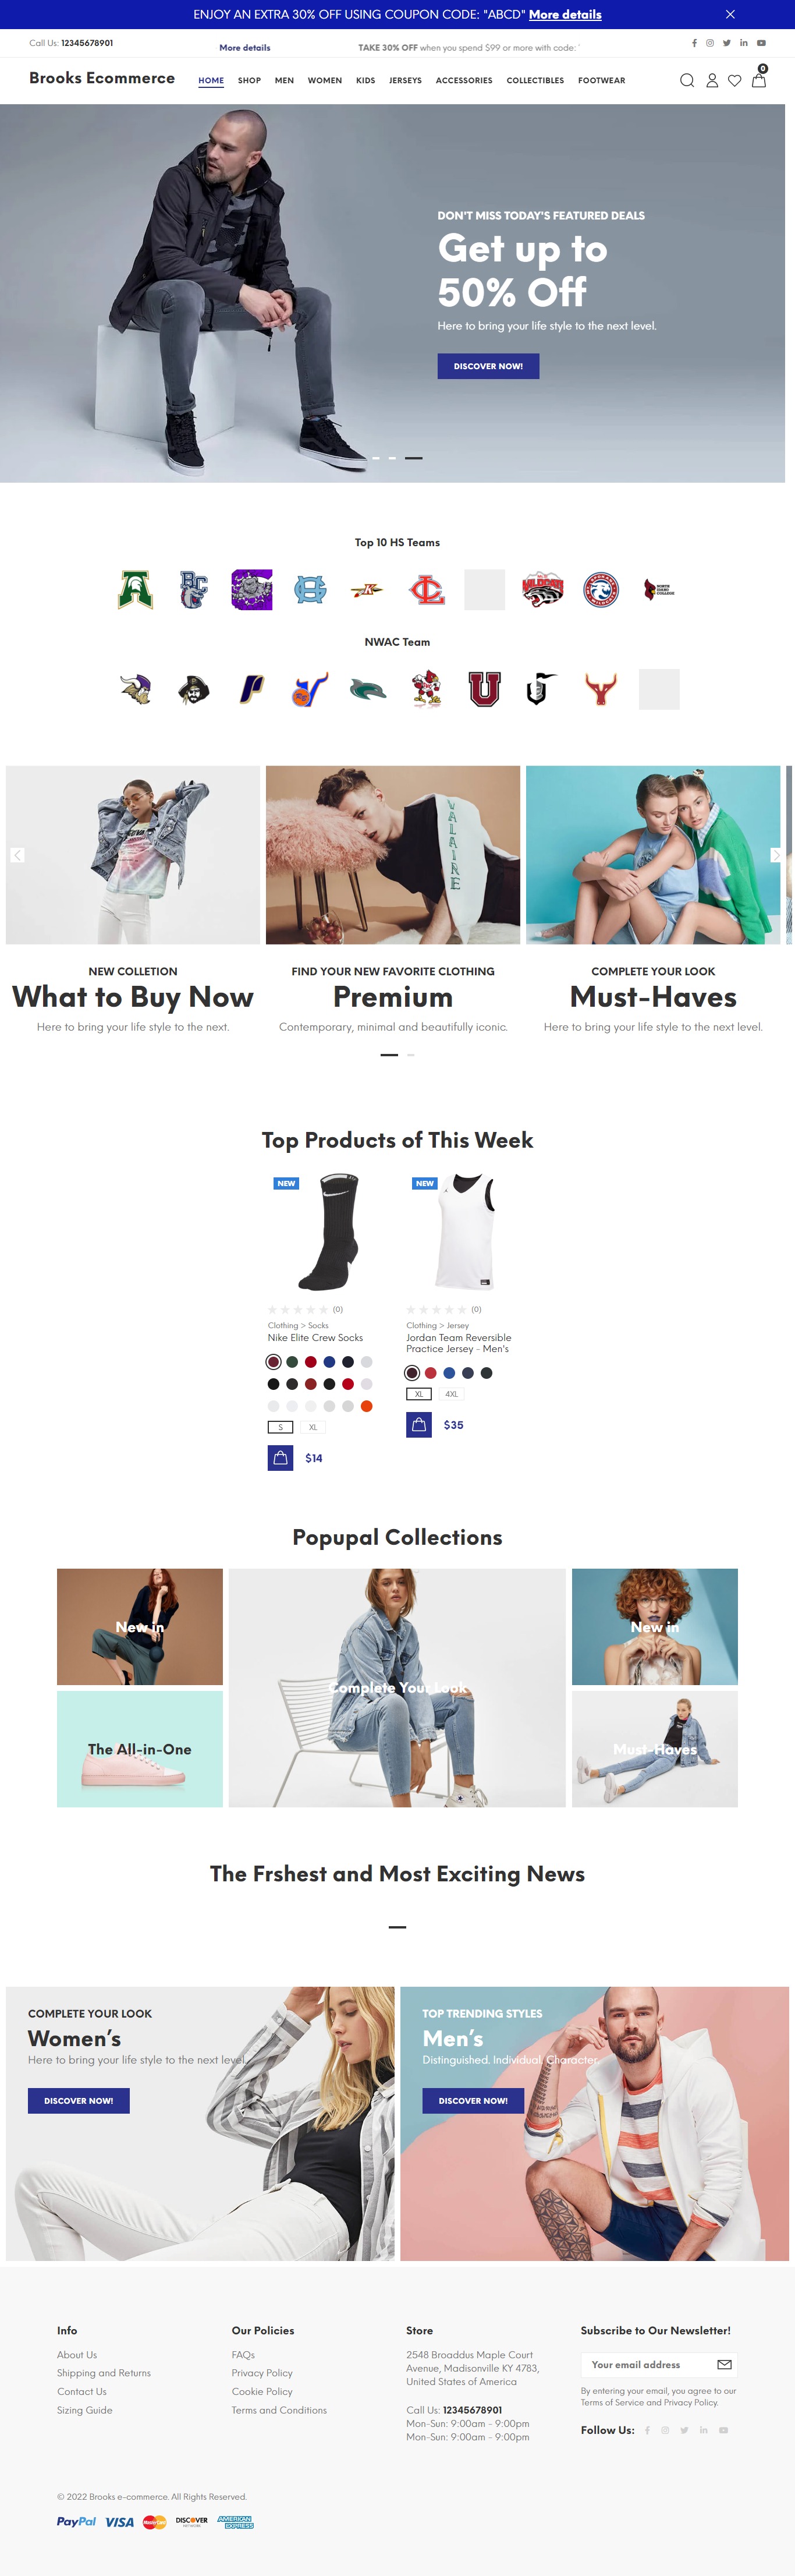 ENJOY AN EXTRA 30% OFF USING COUPON CODE: "ABCD" More details
Call Us: 12345678901
More details
TAKE 30% OFF when you spend $99 or more with code: '
Brooks Ecommerce
HOME SHOP MEN WOMEN KIDS JERSEYS ACCESSORIES COLLECTIBLES FOOTWEAR
0
DON'T MISS TODAY'S FEATURED DEALS
Get up to
50% Off
Here to bring your life style to the next level.
DISCOVER NOW!
Top 10 HS Teams
NWAC Team
VALAIRE
NEW COLLETION
What to Buy Now
Here to bring your life style to the next.
FIND YOUR NEW FAVORITE CLOTHING
Premium
Contemporary, minimal and beautifully iconic.
COMPLETE YOUR LOOK
Must-Haves
Here to bring your life style to the next level.
Top Products of This Week
NEW
(0)
Clothing > Socks
Nike Elite Crew Socks
S XL
$14
NEW
(0)
Clothing > Jersey
Jordan Team Reversible
Practice Jersey - Men's
XL 4XL
$35
Popupal Collections
New in
The All-in-One
Complete Your Look
New in
Must-Haves
The Frshest and Most Exciting News
COMPLETE YOUR LOOK
Women's
Here to bring your life style to the next level.
DISCOVER NOW!
TOP TRENDING STYLES
Men's
Distinguished. Individual. Character.
DISCOVER NOW!
Info
About Us
Shipping and Returns
Contact Us
Sizing Guide
Our Policies
FAQs
Privacy Policy
Cookie Policy
Terms and Conditions
Store
2548 Broaddus Maple Court
Avenue, Madisonville KY 4783,
United States of America
Call Us: 12345678901
Mon-Sun: 9:00am - 9:00pm
Mon-Sun: 9:00am - 9:00pm
Subscribe to Our Newsletter!
Your email address
By entering your email, you agree to our
Terms of Service and Privacy Policy.
Follow Us:
© 2022 Brooks e-commerce. All Rights Reserved.
PayPal VISA MasterCard DISCOVER NETWORK AMERICAN EXPRESS